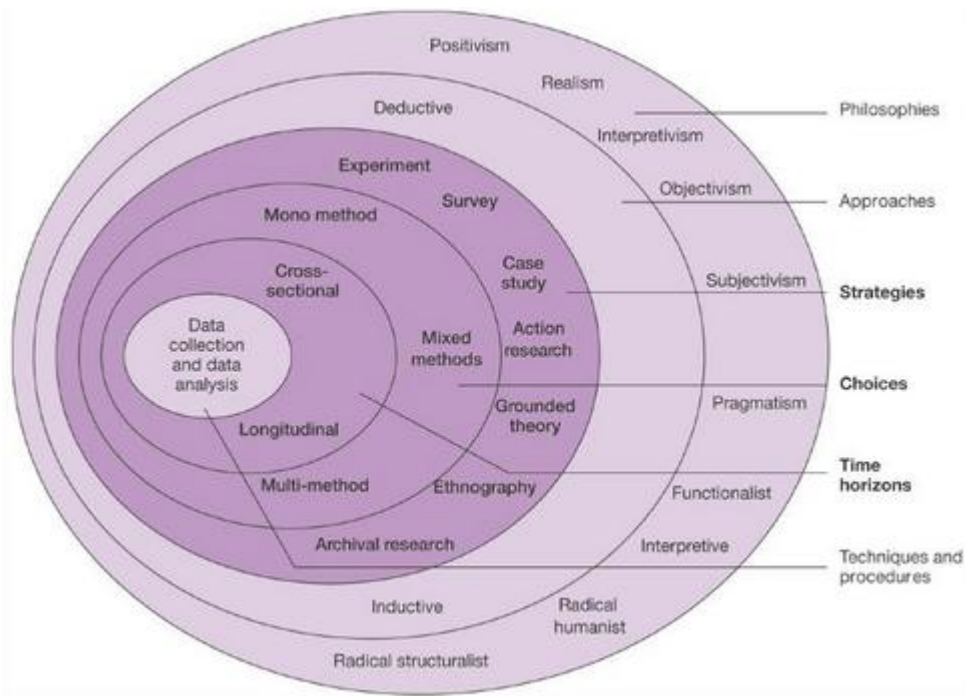 Positivism
Realism
Philosophies
Deductive
Interpretivism
Experiment
Objectivism
Survey
Approaches
Mono method
Case
study
Cross-
sectional
Subjectivism
Strategies
Data
collection
and data
analysis
Mixed
methods
Action
research
Choices
Pragmatism
Grounded
theory
Longitudinal
Time
horizons
Multi-method
Ethnography
Functionalist
Archival research
Interpretive
Techniques and
procedures
Inductive
Radical
humanist
Radical structuralist